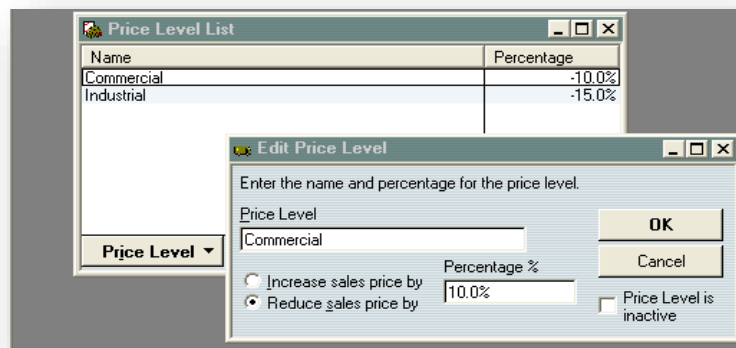 Price Level List
Name Percentage
Commercial -10.0%
Industrial -15.0%
Price Level
Edit Price Level
Enter the name and percentage for the price level.
Price Level
Commercial
Increase sales price by
Reduce sales price by
Percentage %
10.0%
OK
Cancel
Price Level is
inactive